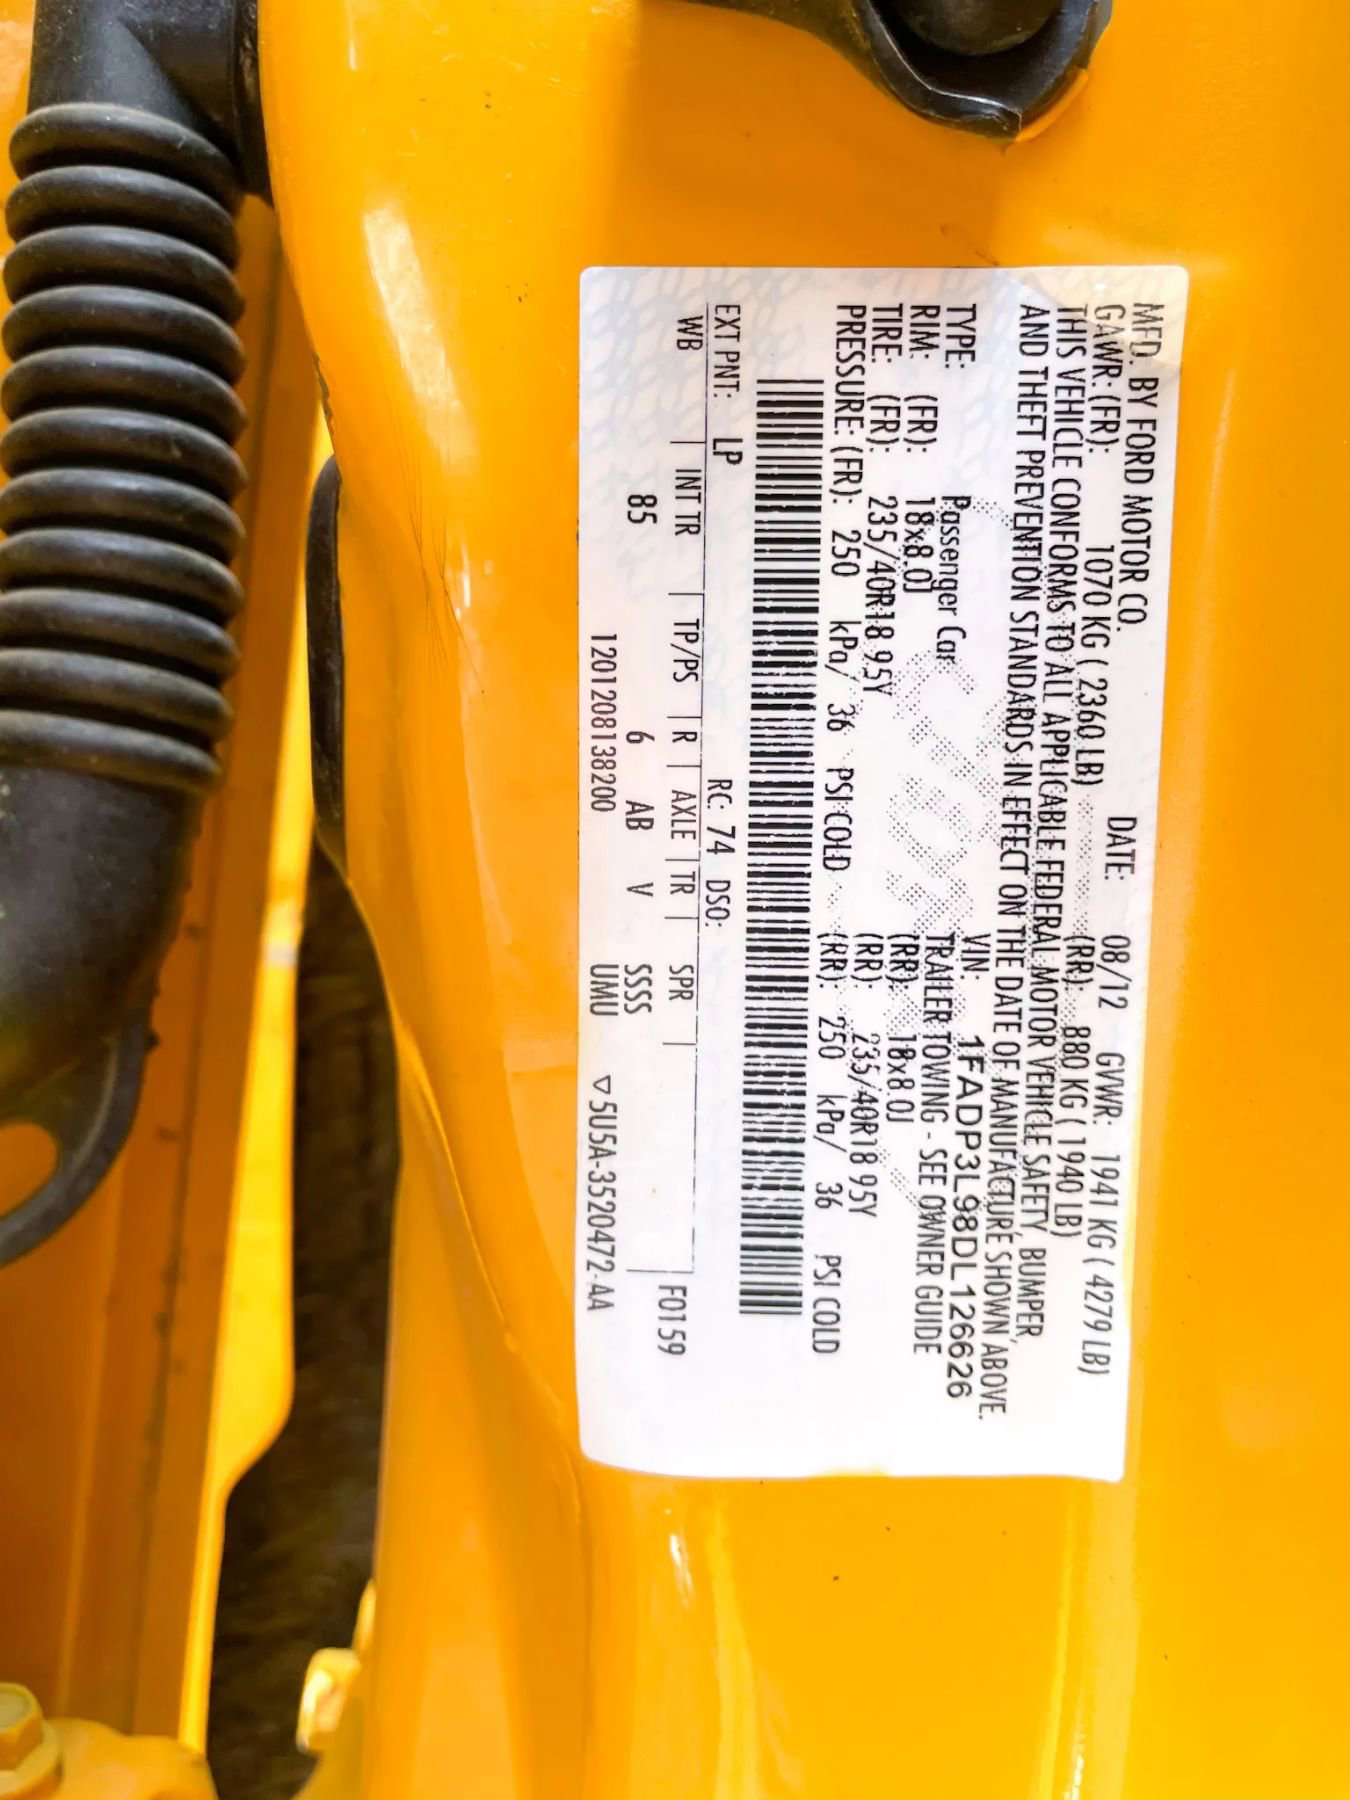 MFD. BY FORD MOTOR CO. DATE: 08/12 GVWR: 1941 KG ( 4279 LB)
GAWR: (FR): 1070 KG ( 2360 LB) (RR): 880 KG ( 1940 LB)
THIS VEHICLE CONFORMS TO ALL APPLICABLE FEDERAL MOTOR VEHICLE SAFETY, BUMPER,
AND THEFT PREVENTION STANDARDS IN EFFECT ON THE DATE OF MANUFACTURE SHOWN ABOVE.
VIN: 1FADP3L98DL126626
TYPE: Passenger Car TRAILER TOWING - SEE OWNER GUIDE
RIM: (FR): 18x8.0J (RR): 18x8.0J
TIRE: (FR): 235/40R18 95Y (RR): 235/40R18 95Y
PRESSURE: (FR): 250 kPa/ 36 PSI COLD (RR): 250 kPa/ 36 PSI COLD
EXT PNT: LP RC: 74 DSO:
WB | INT TR | TP/PS | R | AXLE | TR | SPR | F0159
85 6 AB V SSSS
120120813820​0 UMU ▽5U5A-3520472-AA